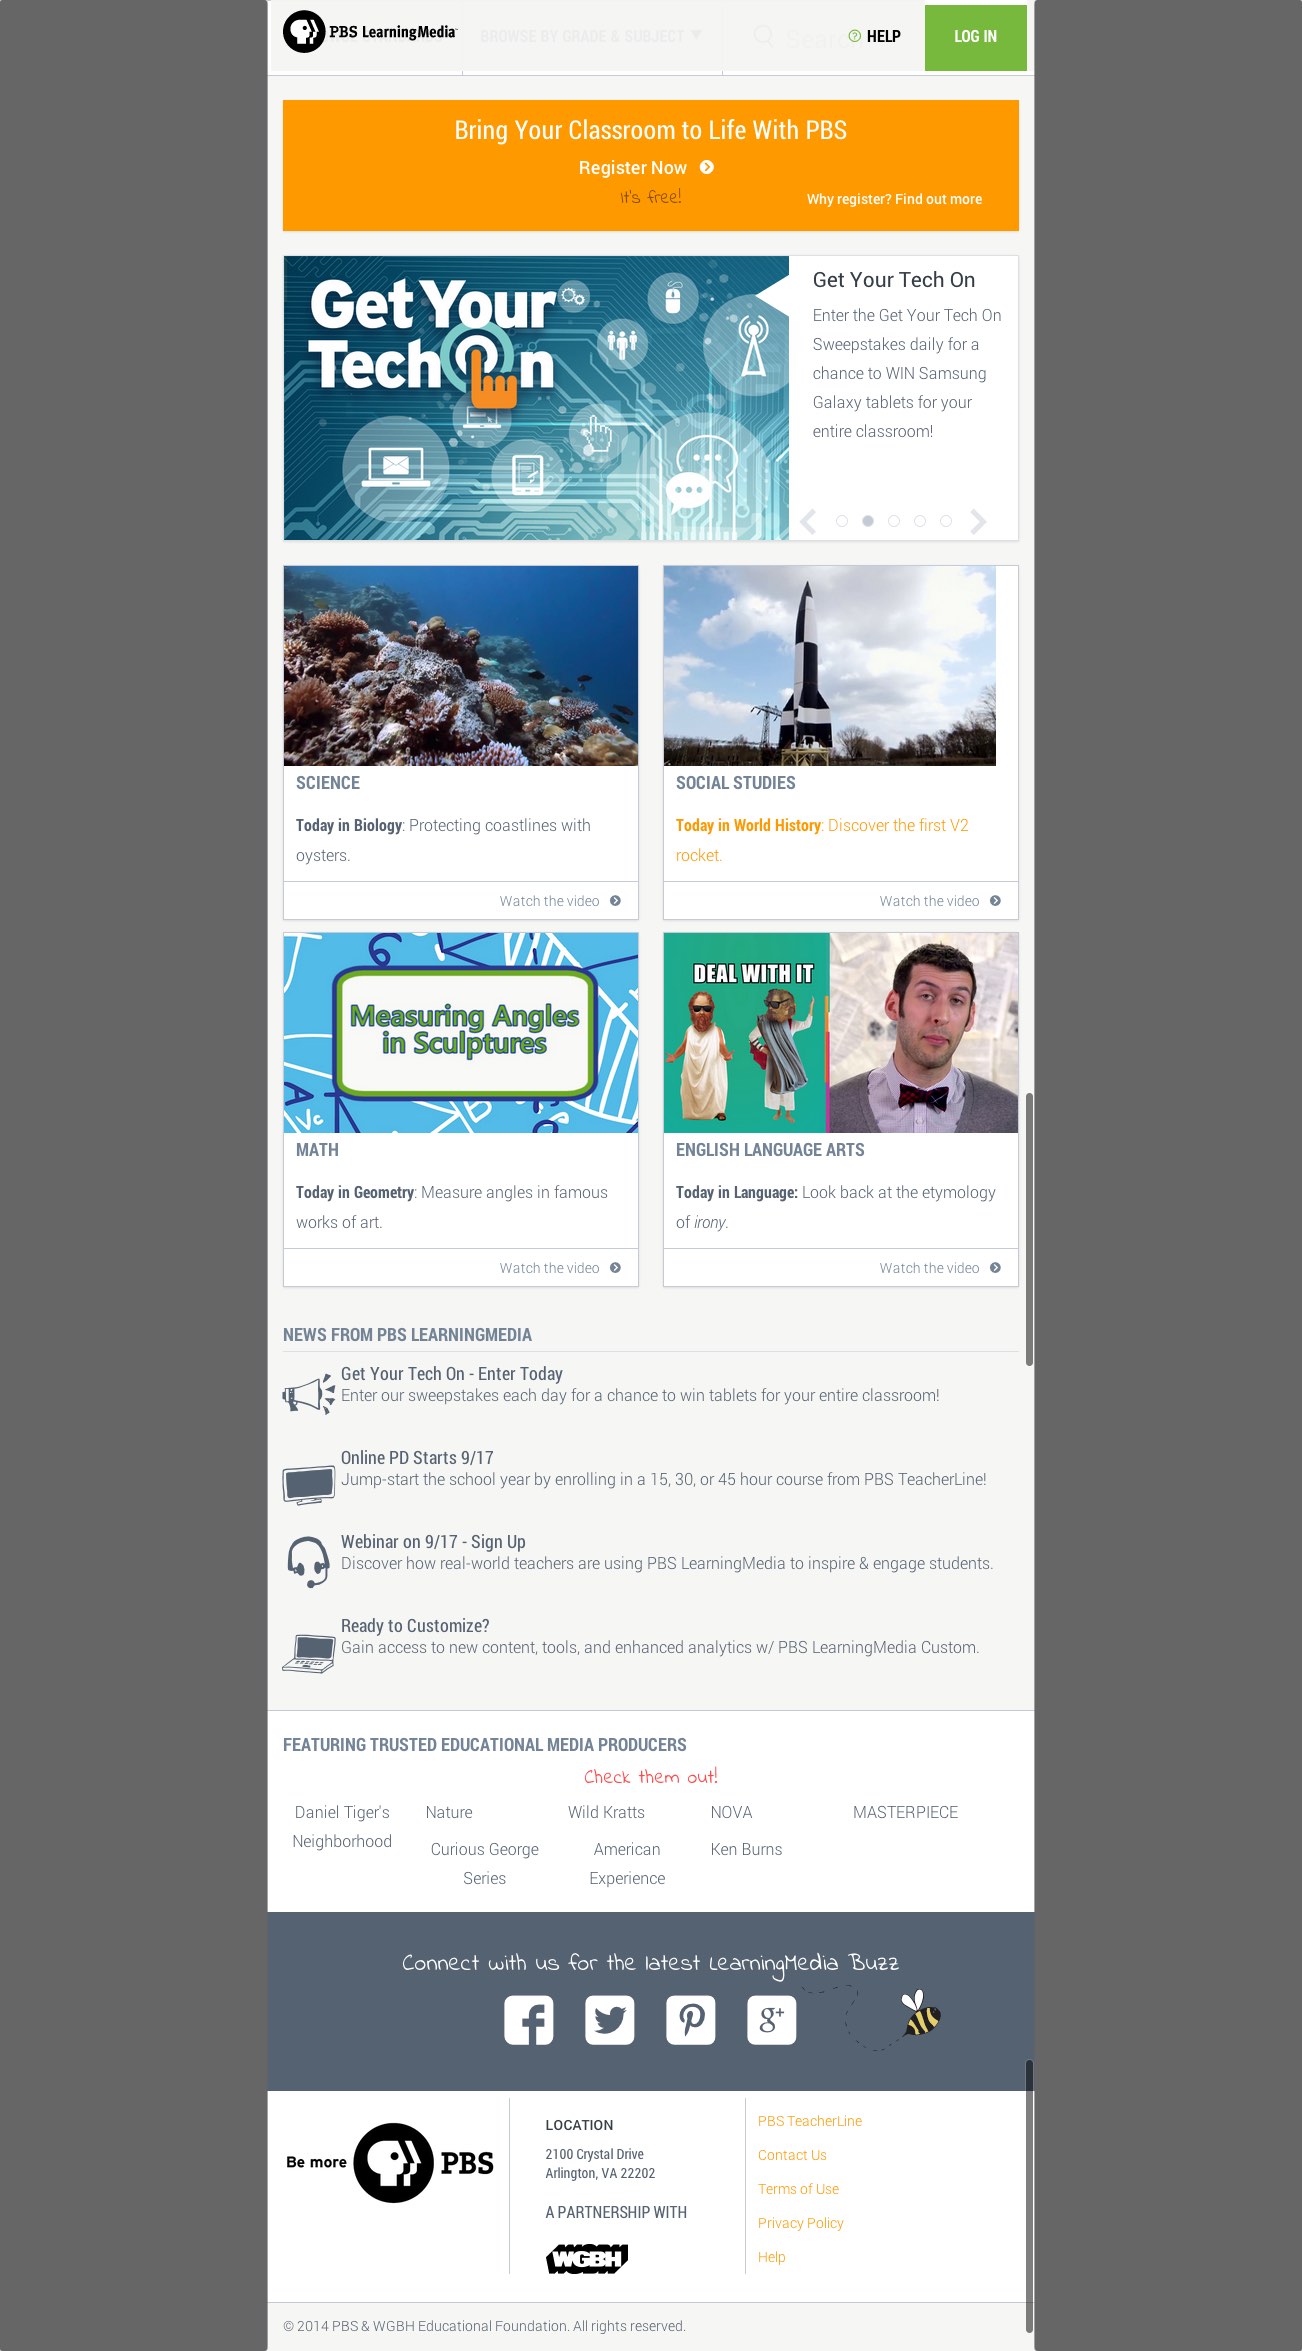 PBS LearningMedia
BROWSE BY GRADE & SUBJECT
HELP
LOG IN
Bring Your Classroom to Life With PBS
Register Now
It's free!
Why register? Find out more
Get Your
Tech On
Get Your Tech On
Enter the Get Your Tech On
Sweepstakes daily for a
chance to WIN Samsung
Galaxy tablets for your
entire classroom!
SCIENCE
Today in Biology: Protecting coastlines with
oysters.
Watch the video
SOCIAL STUDIES
Today in World History: Discover the first V2
rocket.
Watch the video
Measuring Angles
in Sculptures
MATH
Today in Geometry: Measure angles in famous
works of art.
Watch the video
DEAL WITH IT
ENGLISH LANGUAGE ARTS
Today in Language: Look back at the etymology
of irony.
Watch the video
NEWS FROM PBS LEARNINGMEDIA
Get Your Tech On - Enter Today
Enter our sweepstakes each day for a chance to win tablets for your entire classroom!
Online PD Starts 9/17
Jump-start the school year by enrolling in a 15, 30, or 45 hour course from PBS TeacherLine!
Webinar on 9/17 - Sign Up
Discover how real-world teachers are using PBS LearningMedia to inspire & engage students.
Ready to Customize?
Gain access to new content, tools, and enhanced analytics w/ PBS LearningMedia Custom.
FEATURING TRUSTED EDUCATIONAL MEDIA PRODUCERS
Check them out!
Daniel Tiger's
Neighborhood
Nature
Wild Kratts
NOVA
MASTERPIECE
Curious George
Series
American
Experience
Ken Burns
Connect with us for the latest LearningMedia Buzz
Be more PBS
LOCATION
2100 Crystal Drive
Arlington, VA 22202
A PARTNERSHIP WITH
WGBH
PBS TeacherLine
Contact Us
Terms of Use
Privacy Policy
Help
© 2014 PBS & WGBH Educational Foundation. All rights reserved.